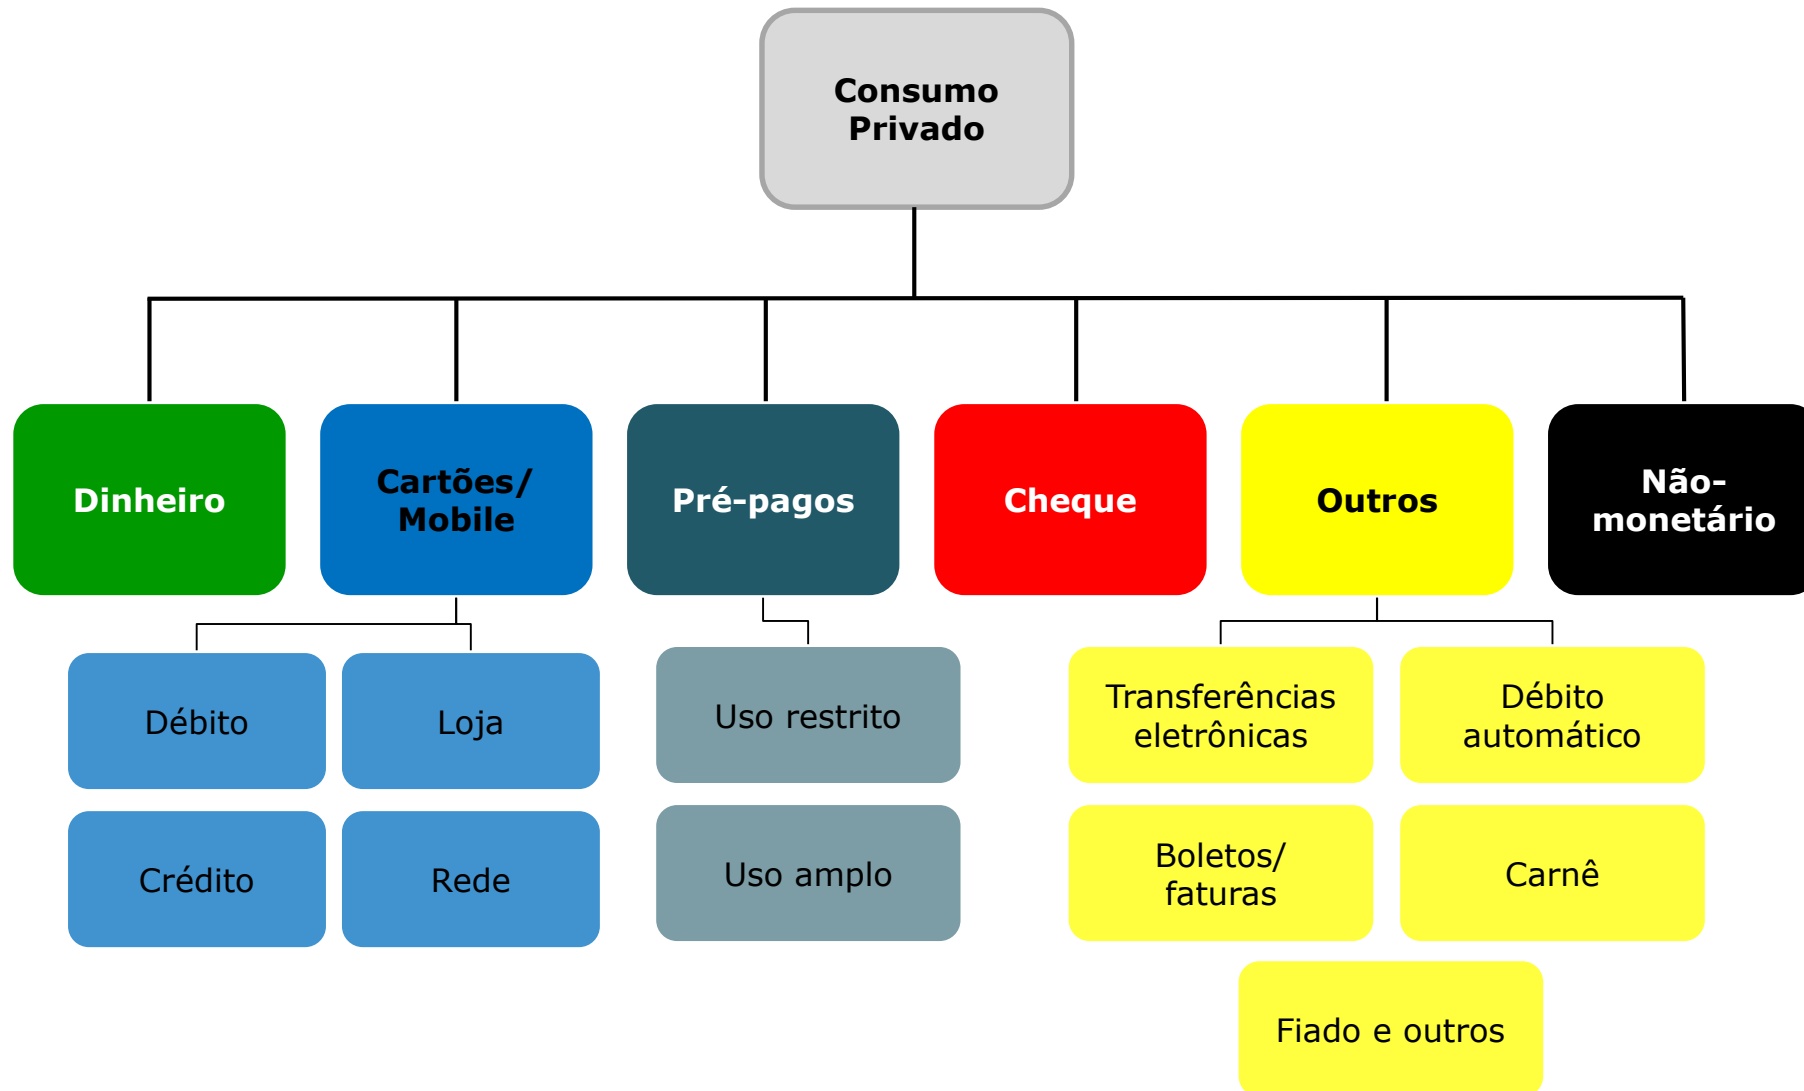 Consumo
Privado
Dinheiro
Cartões/
Mobile
Pré-pagos
Cheque
Outros
Não-
monetário
Débito
Loja
Uso restrito
Transferências
eletrônicas
Débito
automático
Crédito
Rede
Uso amplo
Boletos/
faturas
Carnê
Fiado e outros